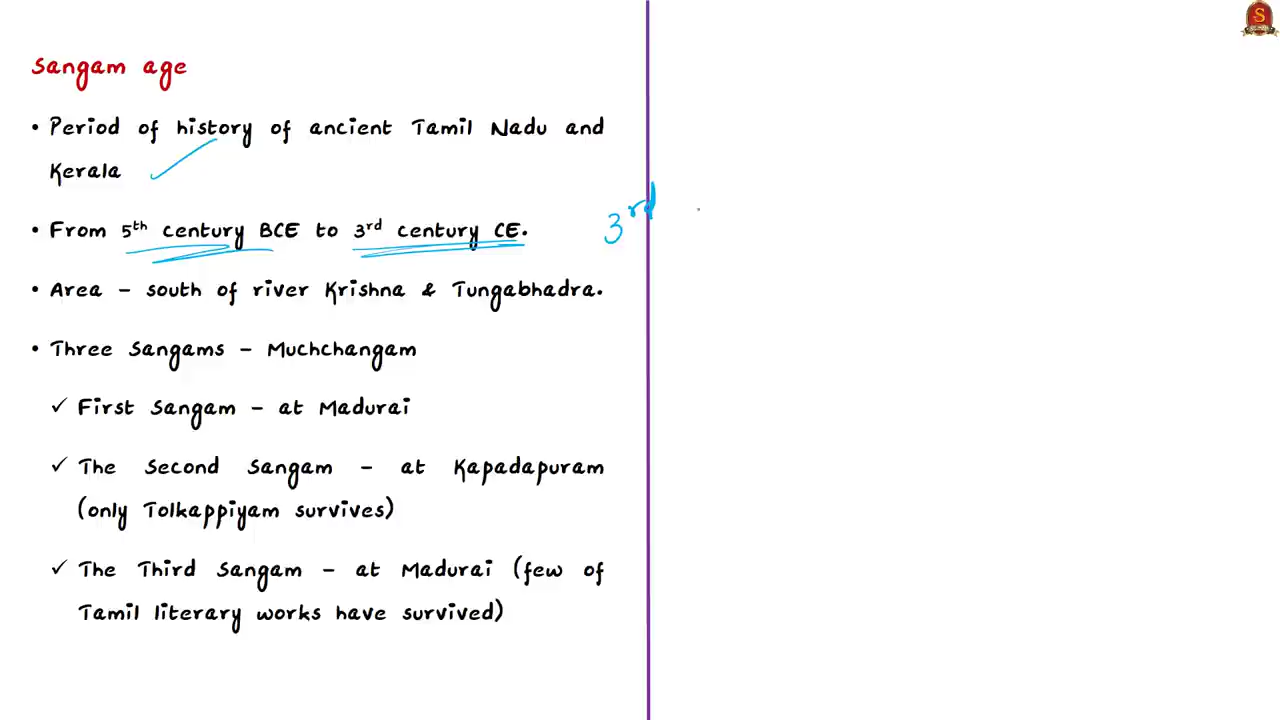 Sangam age
• Period of history of ancient Tamil Nadu and
Kerala
• From 5th century BCE to 3rd century CE.
3rd
• Area – south of river Krishna & Tungabhadra.
• Three Sangams – Muchchangam
✓ First Sangam – at Madurai
✓ The Second Sangam – at Kapadapuram
(only Tolkappiyam survives)
✓ The Third Sangam – at Madurai (few of
Tamil literary works have survived)
S